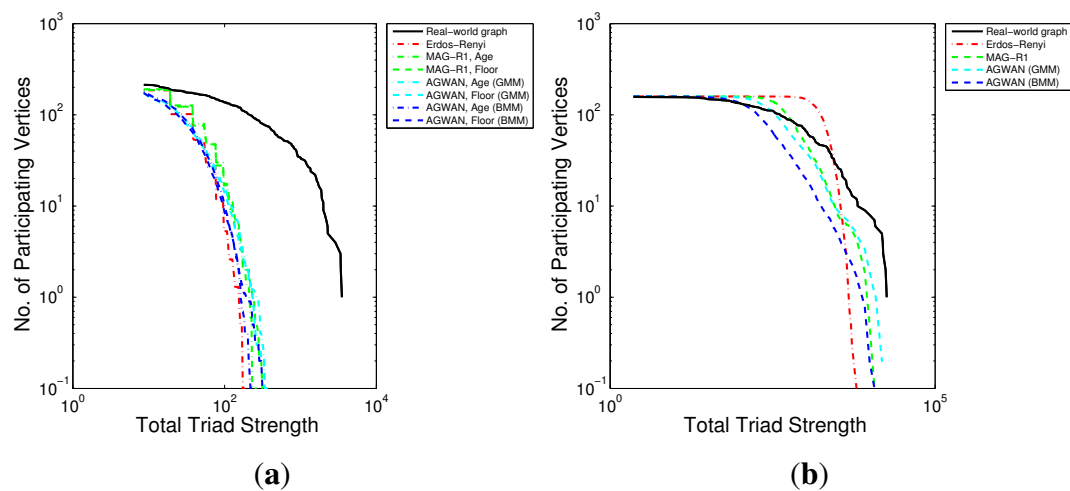 10^3
10^2
10^1
10^0
10^-1
10^0
10^2
10^4
No. of Participating Vertices
Total Triad Strength
Real-world graph
Erdos-Renyi
MAG-R1, Age
MAG-R1, Floor
AGWAN, Age (GMM)
AGWAN, Floor (GMM)
AGWAN, Age (BMM)
AGWAN, Floor (BMM)
(a)
10^3
10^2
10^1
10^0
10^-1
10^0
10^5
No. of Participating Vertices
Total Triad Strength
Real-world graph
Erdos-Renyi
MAG-R1
AGWAN (GMM)
AGWAN (BMM)
(b)